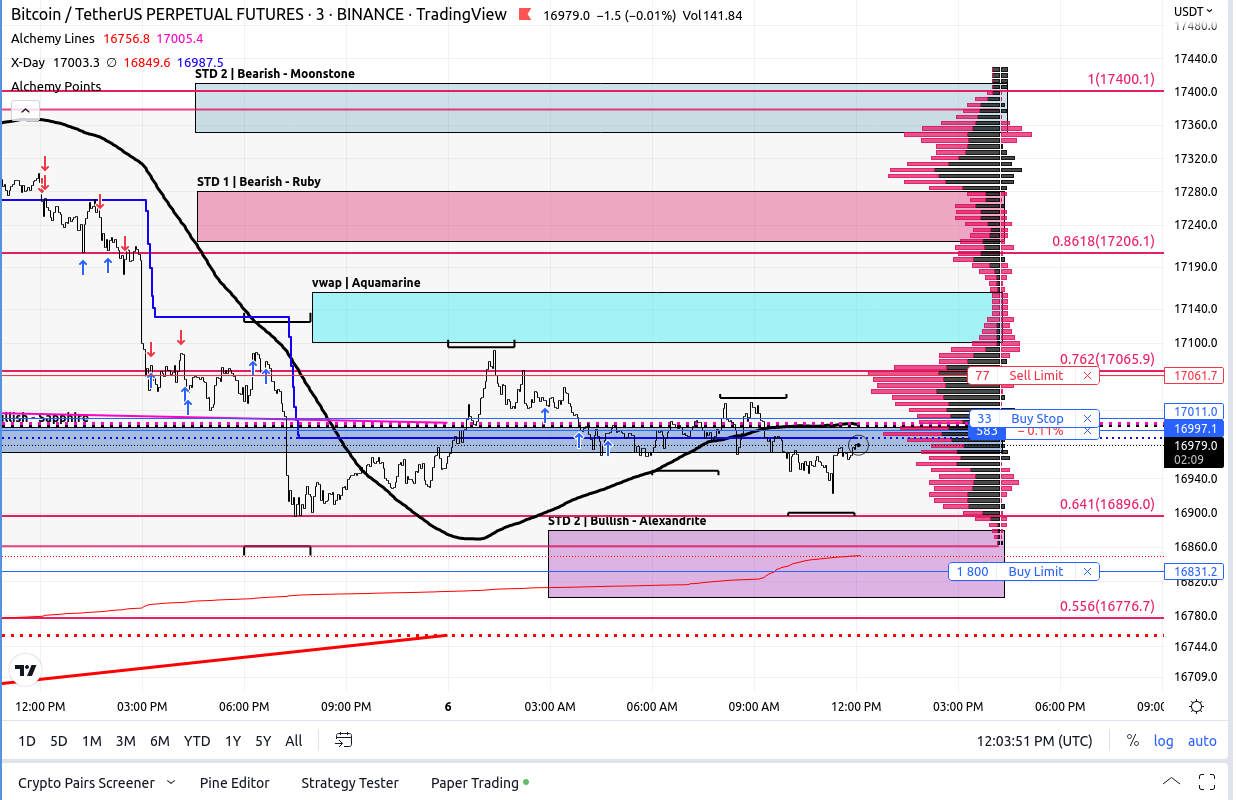 Bitcoin / TetherUS PERPETUAL FUTURES · 3 · BINANCE · TradingView 16979.0 −1.5 (−0.01%) Vol141.84
USDT
17480.0
Alchemy Lines 16756.8 17005.4
X-Day 17003.3 ∅ 16849.6 16987.5
Alchemy Points
17440.0
STD 2 | Bearish - Moonstone
1(17400.1)
17400.0
17360.0
17320.0
STD 1 | Bearish - Ruby
17280.0
17240.0
0.8618(17206.1)
17190.0
vwap | Aquamarine
17140.0
17100.0
0.762(17065.9)
77 Sell Limit × 17061.7
llish - Sapphire
33 Buy Stop × 17011.0
583 − 0.11% × 16997.1
16979.0
02:09
16940.0
0.641(16896.0)
16900.0
STD 2 | Bullish - Alexandrite
16860.0
1 800 Buy Limit × 16831.2
16820.0
0.556(16776.7)
16780.0
16744.0
16709.0
12:00 PM 03:00 PM 06:00 PM 09:00 PM 6 03:00 AM 06:00 AM 09:00 AM 12:00 PM 03:00 PM 06:00 PM 09:00
1D 5D 1M 3M 6M YTD 1Y 5Y All 12:03:51 PM (UTC) % log auto
Crypto Pairs Screener Pine Editor Strategy Tester Paper Trading